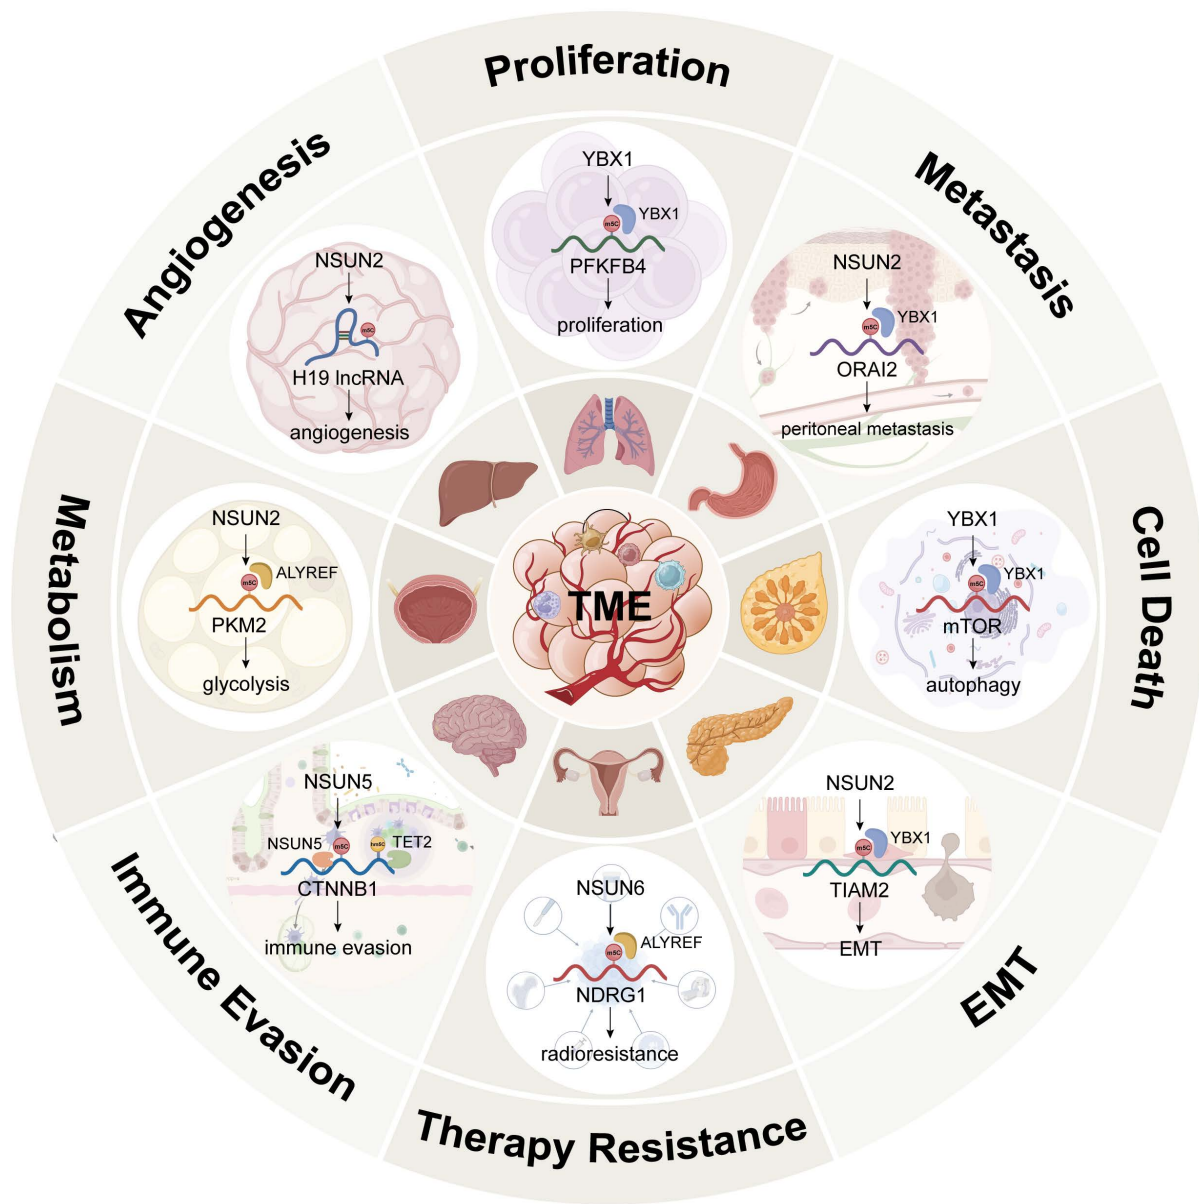 Proliferation
YBX1
m5C
YBX1
PFKFB4
proliferation
Metastasis
NSUN2
m5C
YBX1
ORAI2
peritoneal metastasis
Cell Death
YBX1
m5C
YBX1
mTOR
autophagy
EMT
NSUN2
m5C
YBX1
TIAM2
EMT
Therapy Resistance
NSUN6
m5C
ALYREF
NDRG1
radioresistance
Immune Evasion
NSUN5
NSUN5
m5C
hm5C
TET2
CTNNB1
immune evasion
Metabolism
NSUN2
m5C
ALYREF
PKM2
glycolysis
Angiogenesis
NSUN2
m5C
H19 lncRNA
angiogenesis
TME